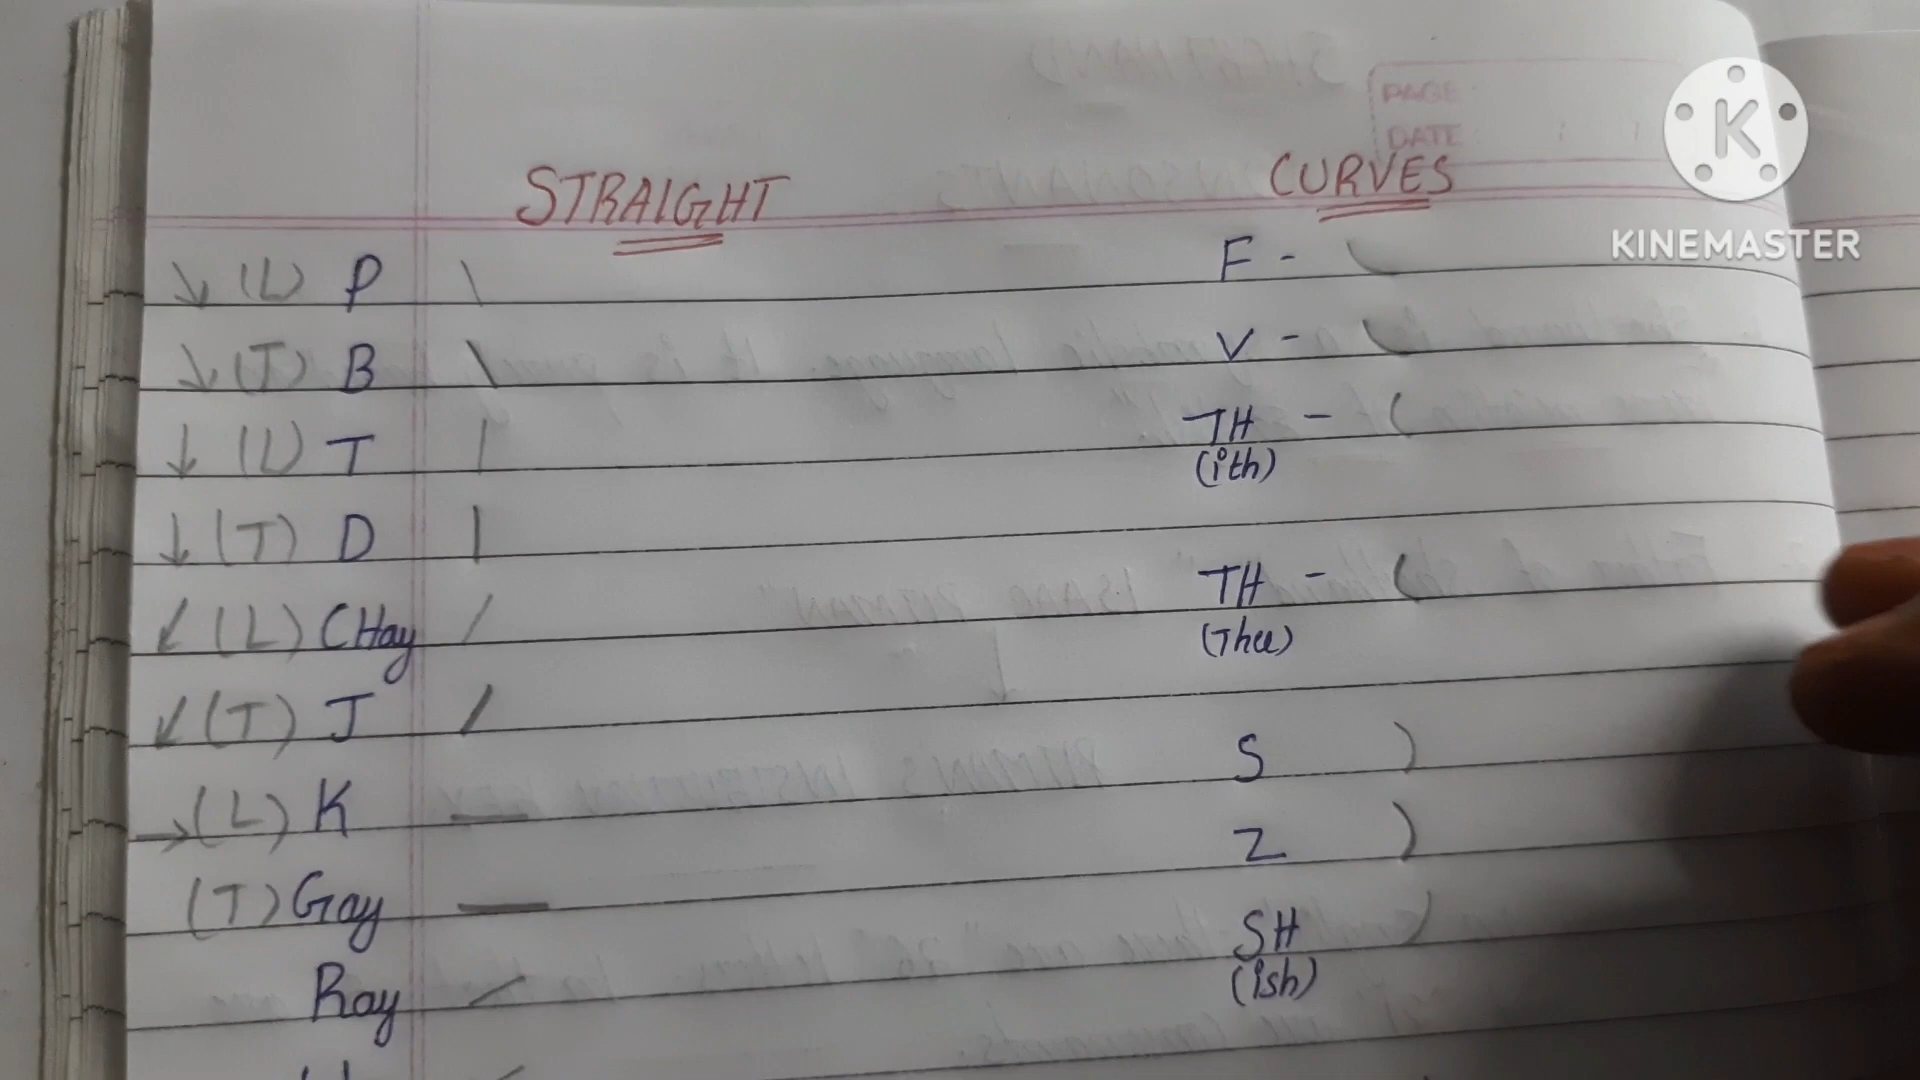 PAGE
DATE
KINEMASTER
STRAIGHT
CURVES
(L) P
(T) B
(L) T
(T) D
(L) CHay
(T) J
(L) K
(T) Gay
Ray
F -
V -
TH -
(ith)
TH -
(Thee)
S
Z
SH
(ish)